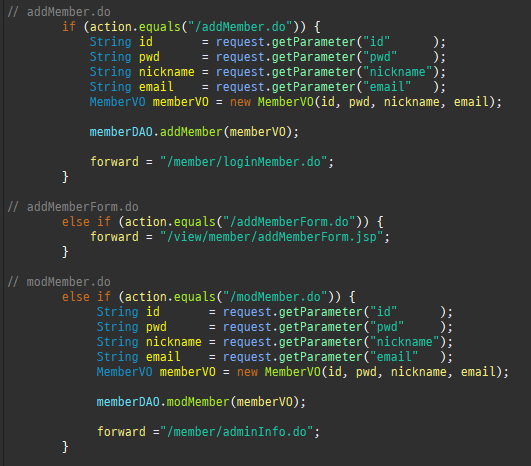 // addMember.do
        if (action.equals("/addMember.do")) {
            String id       = request.getParameter("id"      );
            String pwd      = request.getParameter("pwd"     );
            String nickname = request.getParameter("nickname");
            String email    = request.getParameter("email"   );
            MemberVO memberVO = new MemberVO(id, pwd, nickname, email);

            memberDAO.addMember(memberVO);

            forward = "/member/loginMember.do";
        }

// addMemberForm.do
        else if (action.equals("/addMemberForm.do")) {
            forward = "/view/member/addMemberForm.jsp";
        }

// modMember.do
        else if (action.equals("/modMember.do")) {
             String id       = request.getParameter("id"      );
             String pwd      = request.getParameter("pwd"     );
             String nickname = request.getParameter("nickname");
             String email    = request.getParameter("email"   );
             MemberVO memberVO = new MemberVO(id, pwd, nickname, email);

             memberDAO.modMember(memberVO);

             forward ="/member/adminInfo.do";
        }